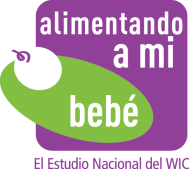 alimentando
a mi
bebé
El Estudio Nacional del WIC